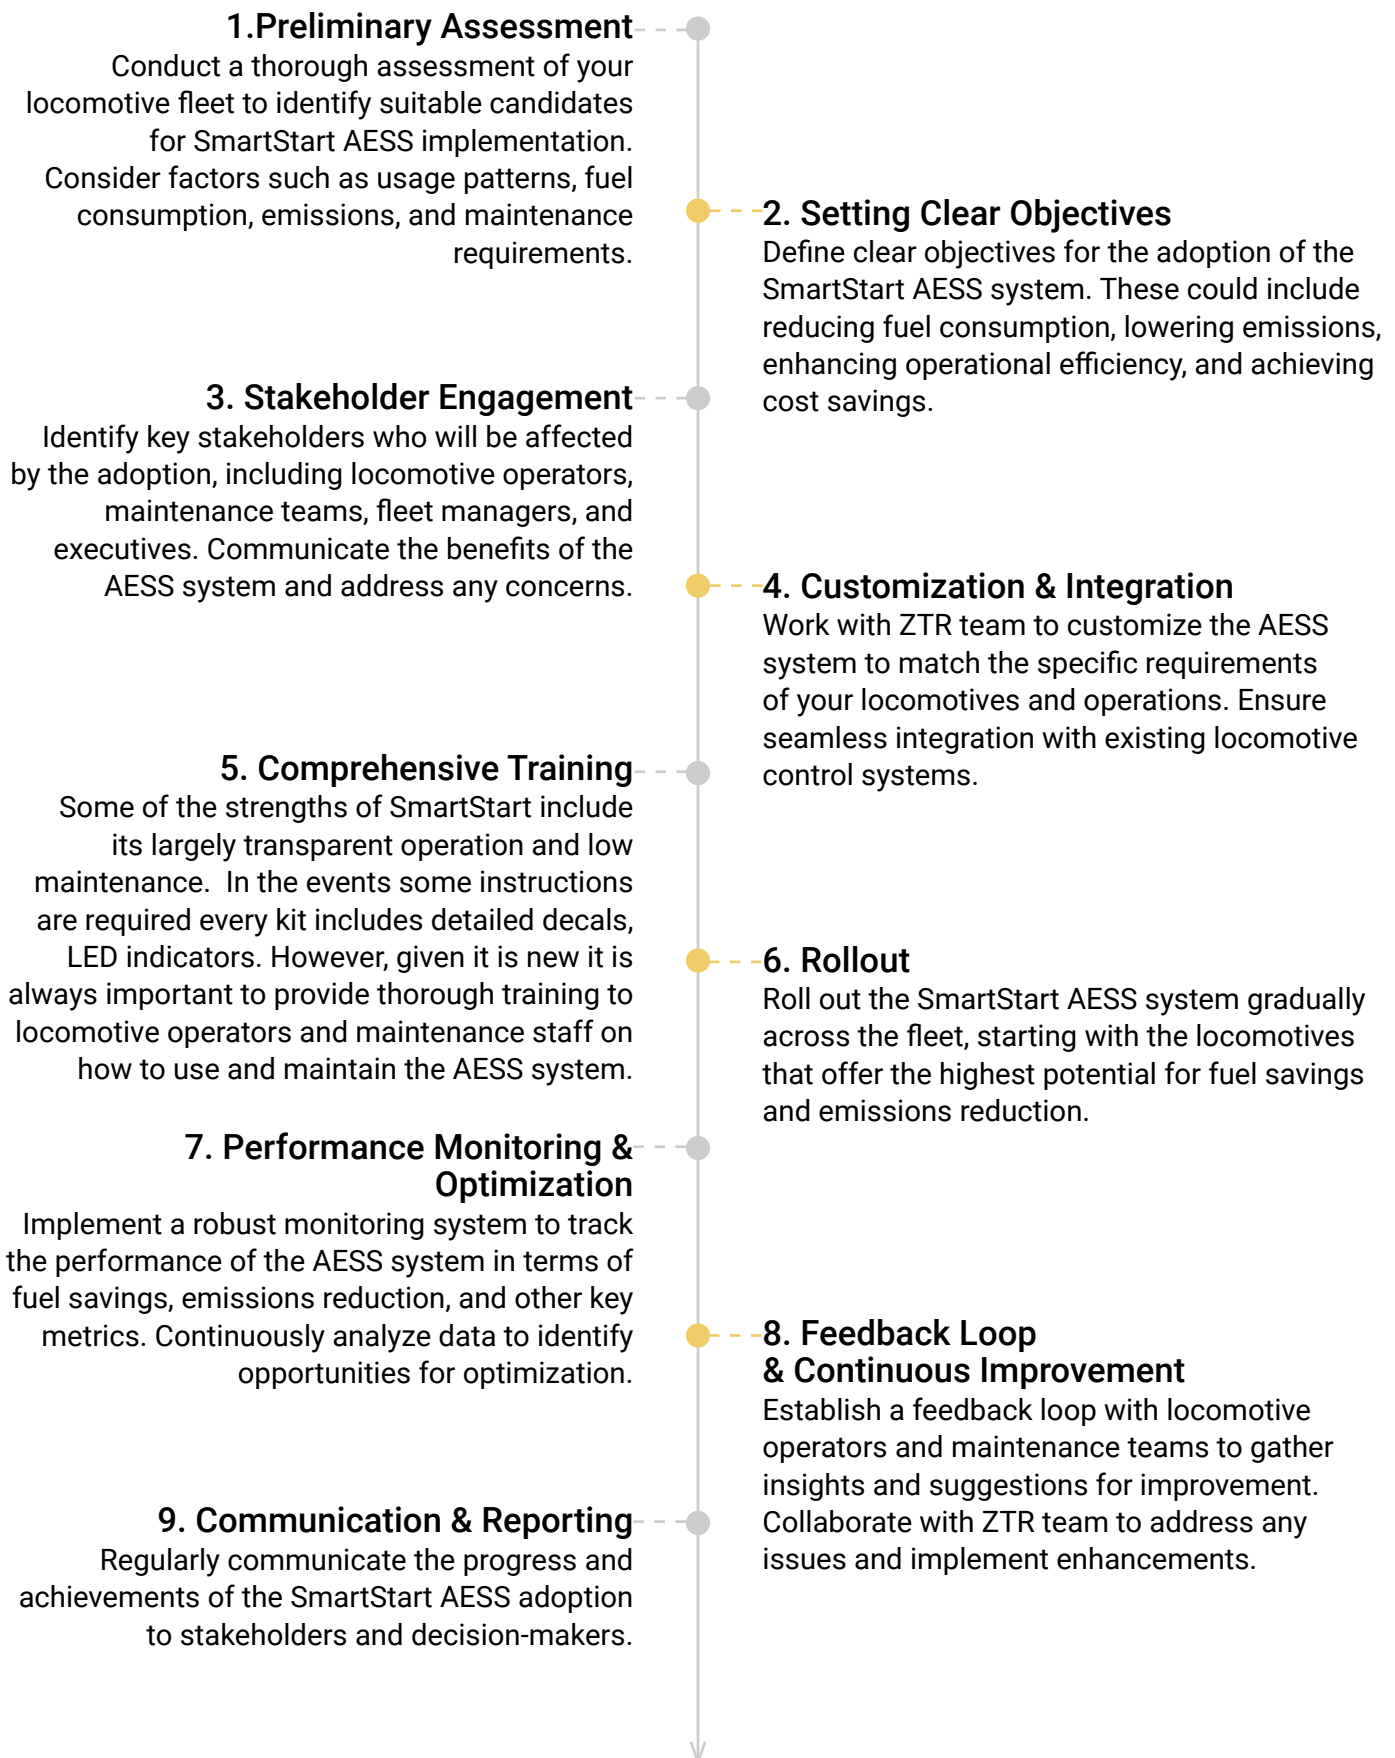 1.Preliminary Assessment
Conduct a thorough assessment of your
locomotive fleet to identify suitable candidates
for SmartStart AESS implementation.
Consider factors such as usage patterns, fuel
consumption, emissions, and maintenance
requirements.
2. Setting Clear Objectives
Define clear objectives for the adoption of the
SmartStart AESS system. These could include
reducing fuel consumption, lowering emissions,
enhancing operational efficiency, and achieving
cost savings.
3. Stakeholder Engagement
Identify key stakeholders who will be affected
by the adoption, including locomotive operators,
maintenance teams, fleet managers, and
executives. Communicate the benefits of the
AESS system and address any concerns.
4. Customization & Integration
Work with ZTR team to customize the AESS
system to match the specific requirements
of your locomotives and operations. Ensure
seamless integration with existing locomotive
control systems.
5. Comprehensive Training
Some of the strengths of SmartStart include
its largely transparent operation and low
maintenance.  In the events some instructions
are required every kit includes detailed decals,
LED indicators. However, given it is new it is
always important to provide thorough training to
locomotive operators and maintenance staff on
how to use and maintain the AESS system.
6. Rollout
Roll out the SmartStart AESS system gradually
across the fleet, starting with the locomotives
that offer the highest potential for fuel savings
and emissions reduction.
7. Performance Monitoring &
Optimization
Implement a robust monitoring system to track
the performance of the AESS system in terms of
fuel savings, emissions reduction, and other key
metrics. Continuously analyze data to identify
opportunities for optimization.
8. Feedback Loop
& Continuous Improvement
Establish a feedback loop with locomotive
operators and maintenance teams to gather
insights and suggestions for improvement.
Collaborate with ZTR team to address any
issues and implement enhancements.
9. Communication & Reporting
Regularly communicate the progress and
achievements of the SmartStart AESS adoption
to stakeholders and decision-makers.